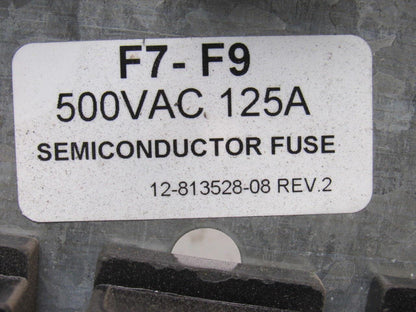 F7- F9
500VAC 125A
SEMICONDUCTOR FUSE
12-813528-08 REV.2